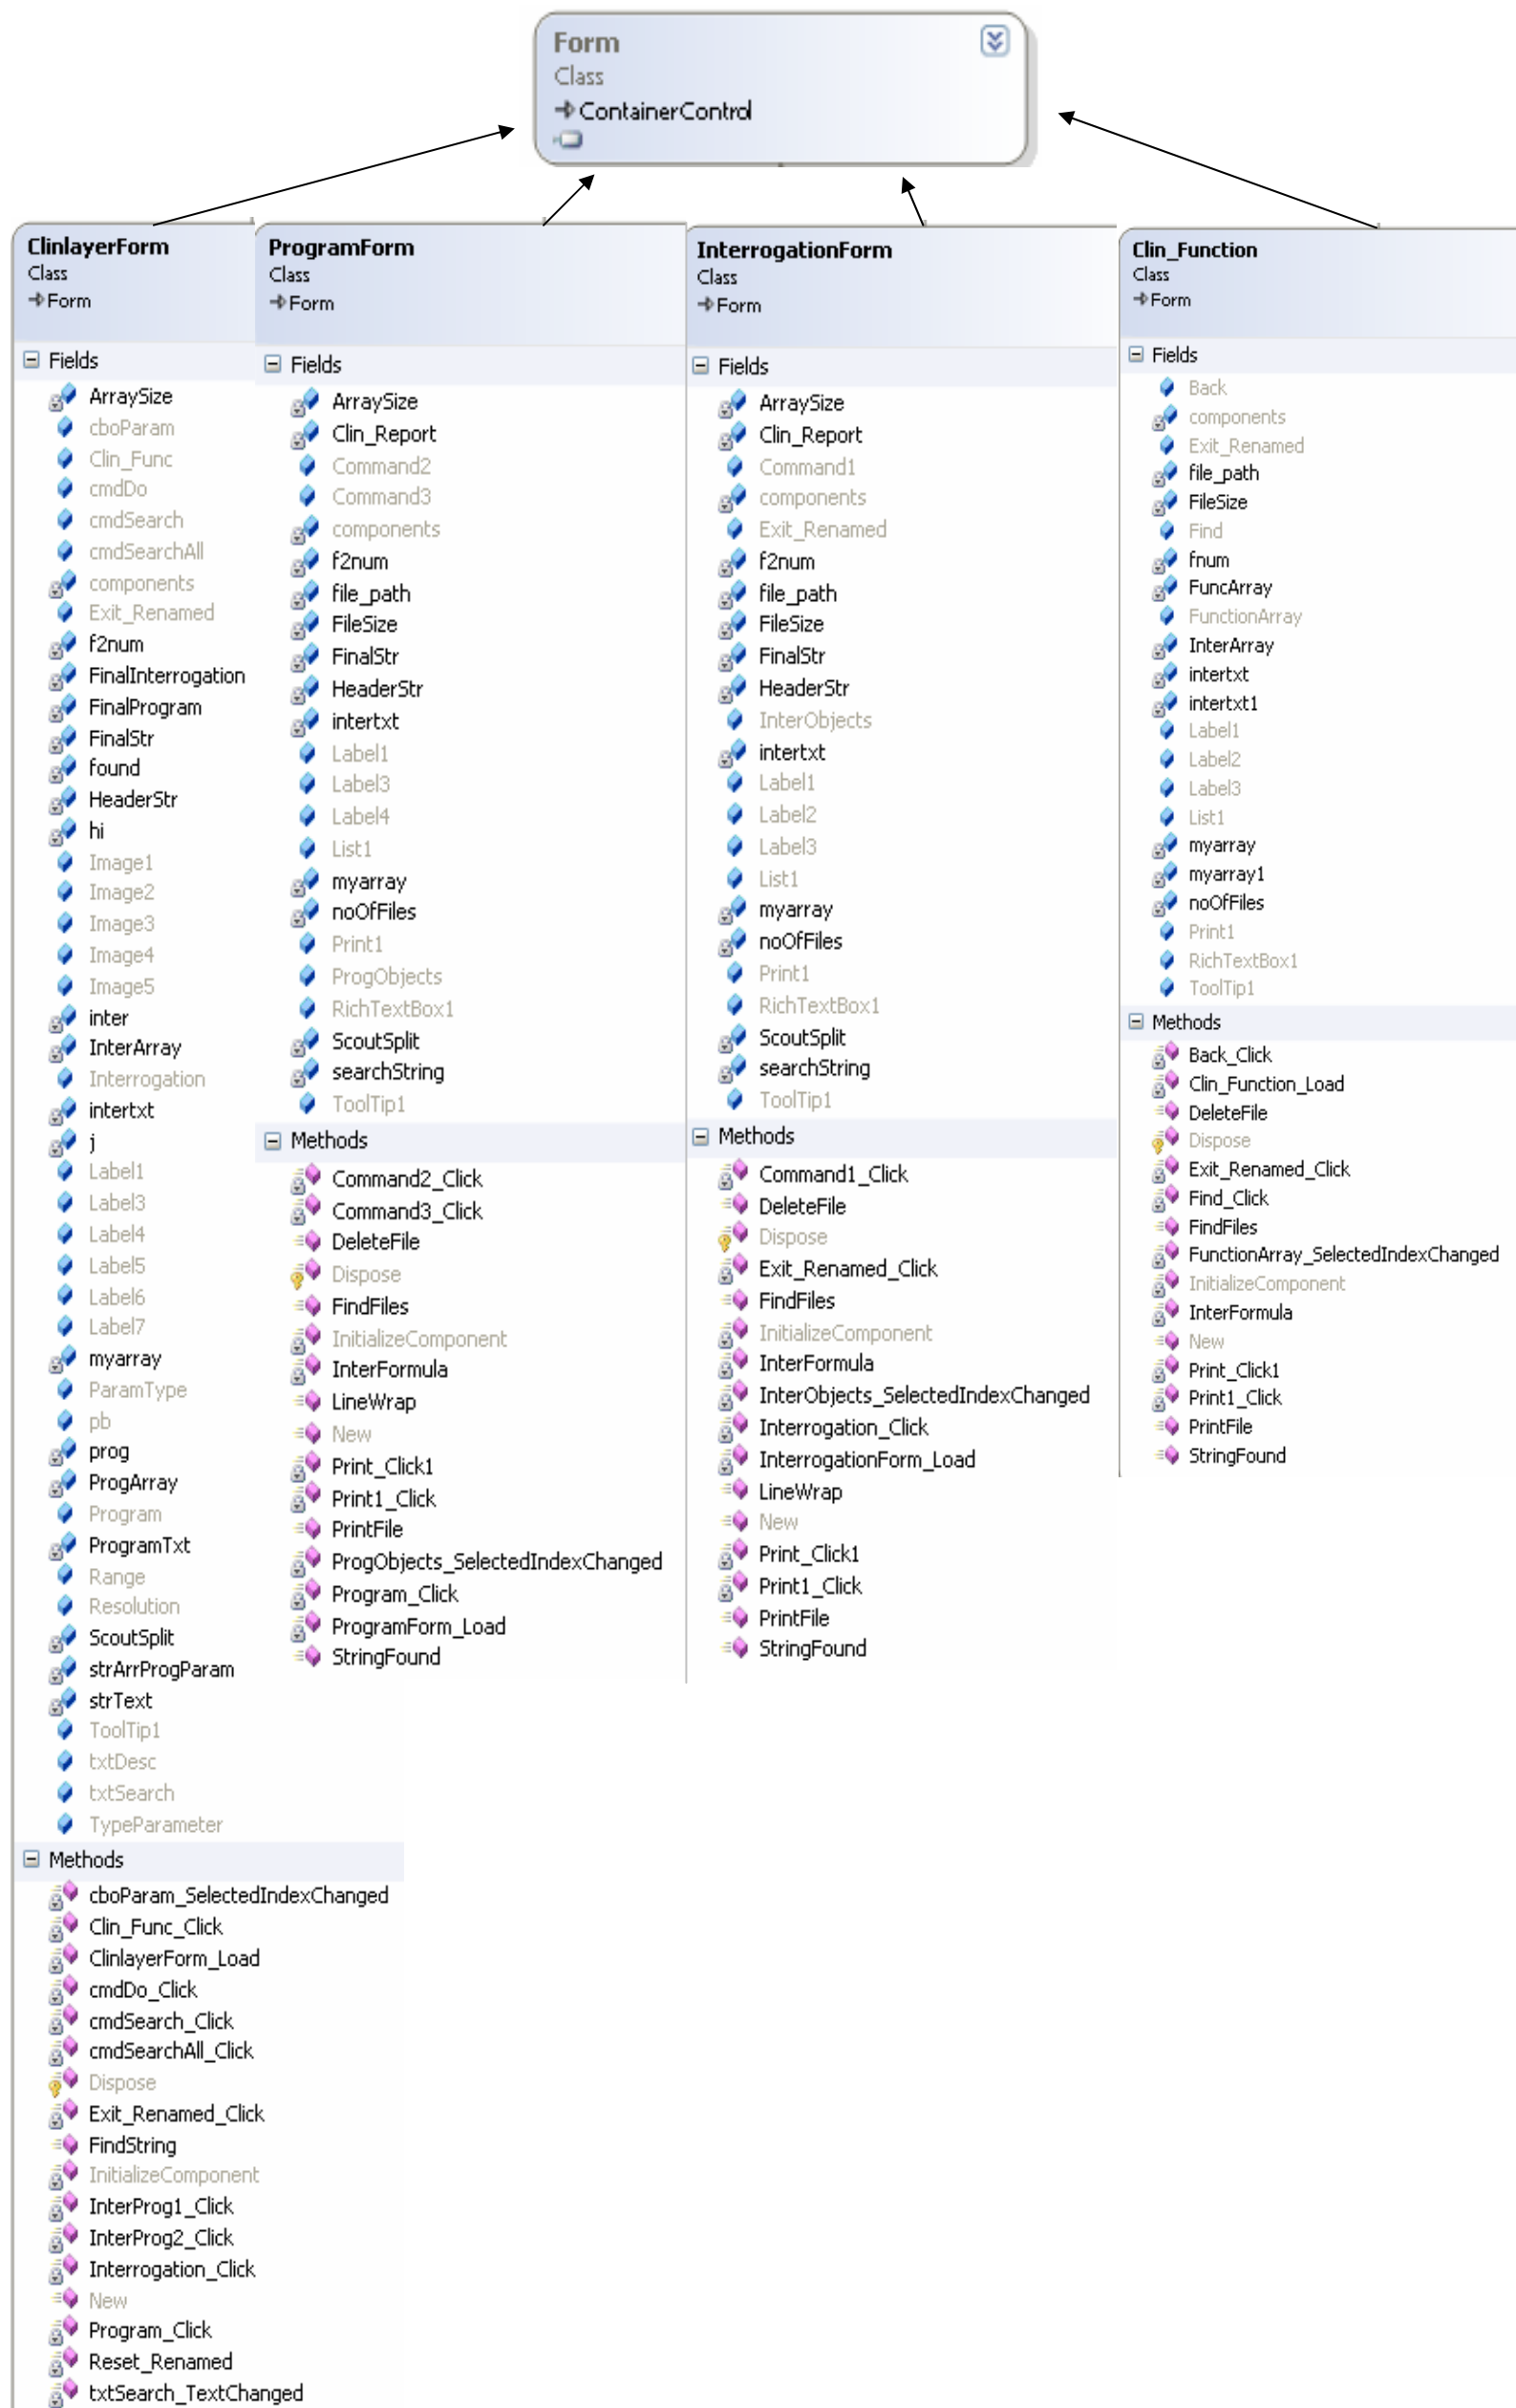 Form
Class
ContainerControl
ClinlayerForm
Class
Form
Fields
ArraySize
cboParam
Clin_Func
cmdDo
cmdSearch
cmdSearchAll
components
Exit_Renamed
f2num
FinalInterrogation
FinalProgram
FinalStr
found
HeaderStr
hi
Image1
Image2
Image3
Image4
Image5
inter
InterArray
Interrogation
intertxt
j
Label1
Label3
Label4
Label5
Label6
Label7
myarray
ParamType
pb
prog
ProgArray
Program
ProgramTxt
Range
Resolution
ScoutSplit
strArrProgParam
strText
ToolTip1
txtDesc
txtSearch
TypeParameter
Methods
cboParam_SelectedIndexChanged
Clin_Func_Click
ClinlayerForm_Load
cmdDo_Click
cmdSearch_Click
cmdSearchAll_Click
Dispose
Exit_Renamed_Click
FindString
InitializeComponent
InterProg1_Click
InterProg2_Click
Interrogation_Click
New
Program_Click
Reset_Renamed
txtSearch_TextChanged
ProgramForm
Class
Form
Fields
ArraySize
Clin_Report
Command2
Command3
components
f2num
file_path
FileSize
FinalStr
HeaderStr
intertxt
Label1
Label3
Label4
List1
myarray
noOfFiles
Print1
ProgObjects
RichTextBox1
ScoutSplit
searchString
ToolTip1
Methods
Command2_Click
Command3_Click
DeleteFile
Dispose
FindFiles
InitializeComponent
InterFormula
LineWrap
New
Print_Click1
Print1_Click
PrintFile
ProgObjects_SelectedIndexChanged
Program_Click
ProgramForm_Load
StringFound
InterrogationForm
Class
Form
Fields
ArraySize
Clin_Report
Command1
components
Exit_Renamed
f2num
file_path
FileSize
FinalStr
HeaderStr
InterObjects
intertxt
Label1
Label2
Label3
List1
myarray
noOfFiles
Print1
RichTextBox1
ScoutSplit
searchString
ToolTip1
Methods
Command1_Click
DeleteFile
Dispose
Exit_Renamed_Click
FindFiles
InitializeComponent
InterFormula
InterObjects_SelectedIndexChanged
Interrogation_Click
InterrogationForm_Load
LineWrap
New
Print_Click1
Print1_Click
PrintFile
StringFound
Clin_Function
Class
Form
Fields
Back
components
Exit_Renamed
file_path
FileSize
Find
fnum
FuncArray
FunctionArray
InterArray
intertxt
intertxt1
Label1
Label2
Label3
List1
myarray
myarray1
noOfFiles
Print1
RichTextBox1
ToolTip1
Methods
Back_Click
Clin_Function_Load
DeleteFile
Dispose
Exit_Renamed_Click
Find_Click
FindFiles
FunctionArray_SelectedIndexChanged
InitializeComponent
InterFormula
New
Print_Click1
Print1_Click
PrintFile
StringFound